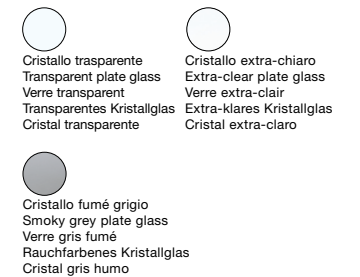 Cristallo trasparente
Transparent plate glass
Verre transparent
Transparentes Kristallglas
Cristal transparente
Cristallo extra-chiaro
Extra-clear plate glass
Verre extra-clair
Extra-klares Kristallglas
Cristal extra-claro
Cristallo fumé grigio
Smoky grey plate glass
Verre gris fumé
Rauchfarbenes Kristallglas
Cristal gris humo